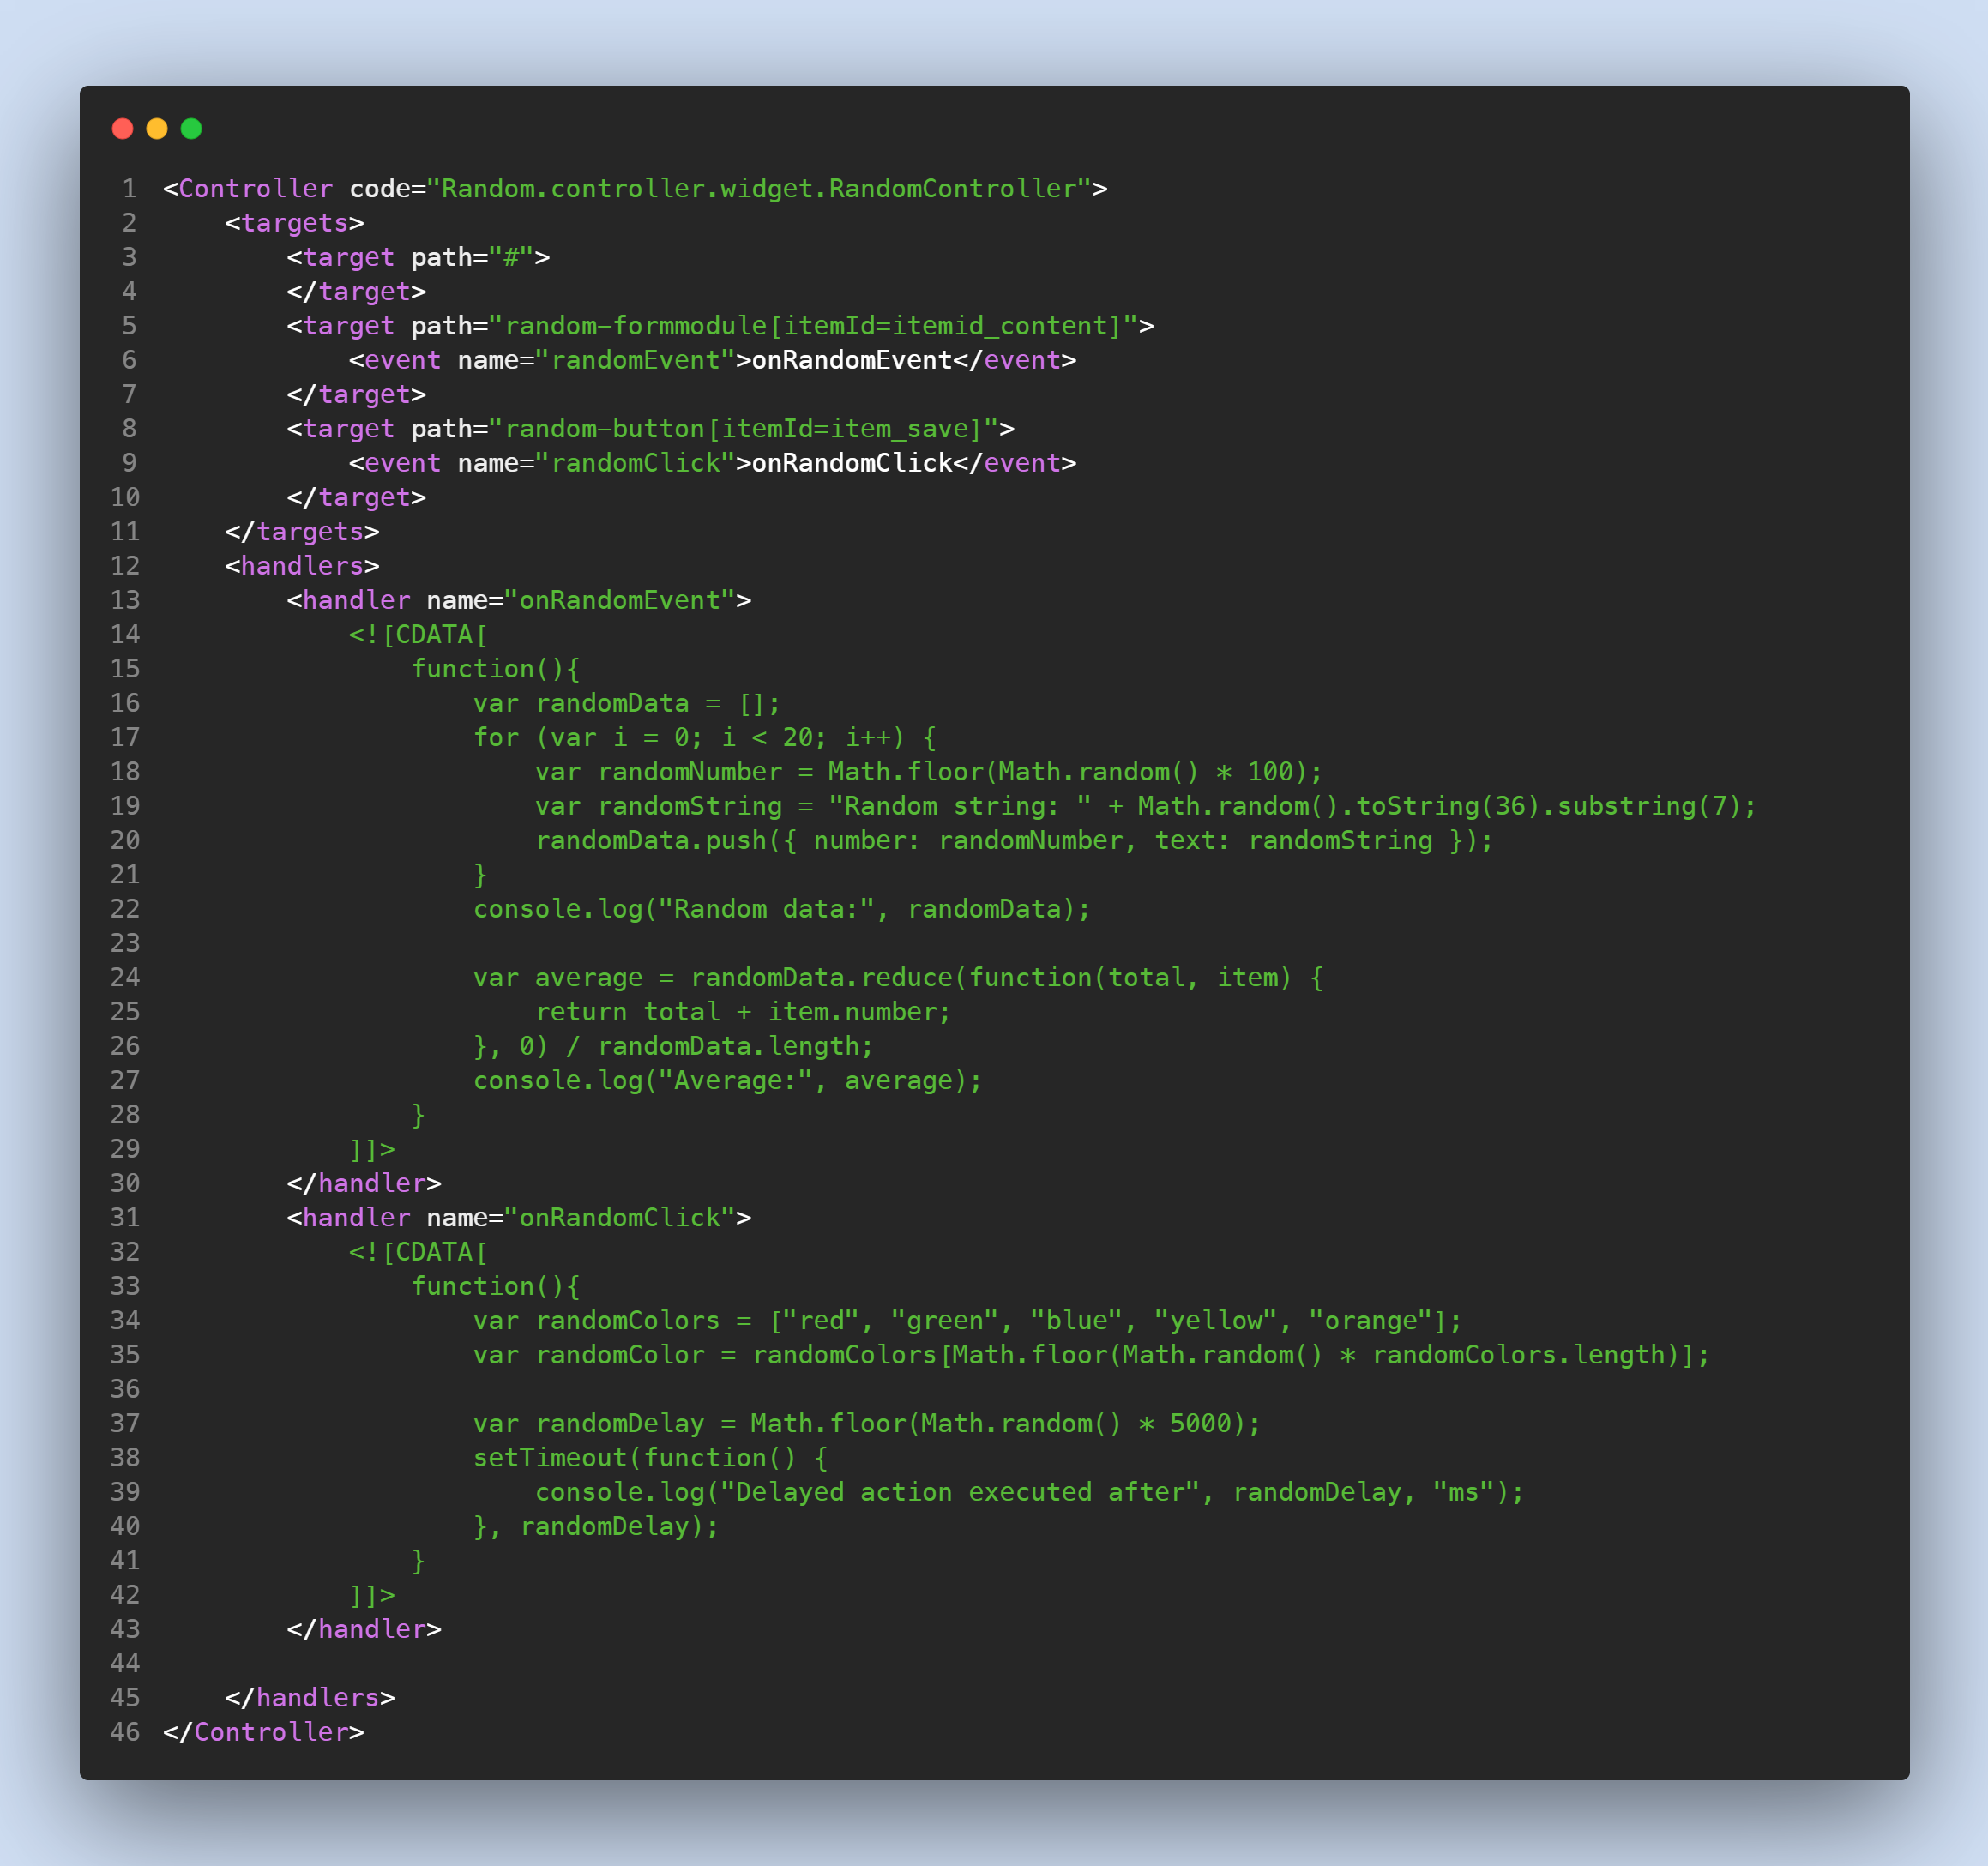 1 <Controller code="Random.controller.widget.RandomController">
2     <targets>
3         <target path="#">
4         </target>
5         <target path="random-formmodule[itemId=itemid_content]">
6             <event name="randomEvent">onRandomEvent</event>
7         </target>
8         <target path="random-button[itemId=item_save]">
9             <event name="randomClick">onRandomClick</event>
10         </target>
11     </targets>
12     <handlers>
13         <handler name="onRandomEvent">
14             <![CDATA[
15                 function(){
16                     var randomData = [];
17                     for (var i = 0; i < 20; i++) {
18                         var randomNumber = Math.floor(Math.random() * 100);
19                         var randomString = "Random string: " + Math.random().toString(36).substring(7);
20                         randomData.push({ number: randomNumber, text: randomString });
21                     }
22                     console.log("Random data:", randomData);
23
24                     var average = randomData.reduce(function(total, item) {
25                         return total + item.number;
26                     }, 0) / randomData.length;
27                     console.log("Average:", average);
28                 }
29             ]]>
30         </handler>
31         <handler name="onRandomClick">
32             <![CDATA[
33                 function(){
34                     var randomColors = ["red", "green", "blue", "yellow", "orange"];
35                     var randomColor = randomColors[Math.floor(Math.random() * randomColors.length)];
36
37                     var randomDelay = Math.floor(Math.random() * 5000);
38                     setTimeout(function() {
39                         console.log("Delayed action executed after", randomDelay, "ms");
40                     }, randomDelay);
41                 }
42             ]]>
43         </handler>
44
45     </handlers>
46 </Controller>